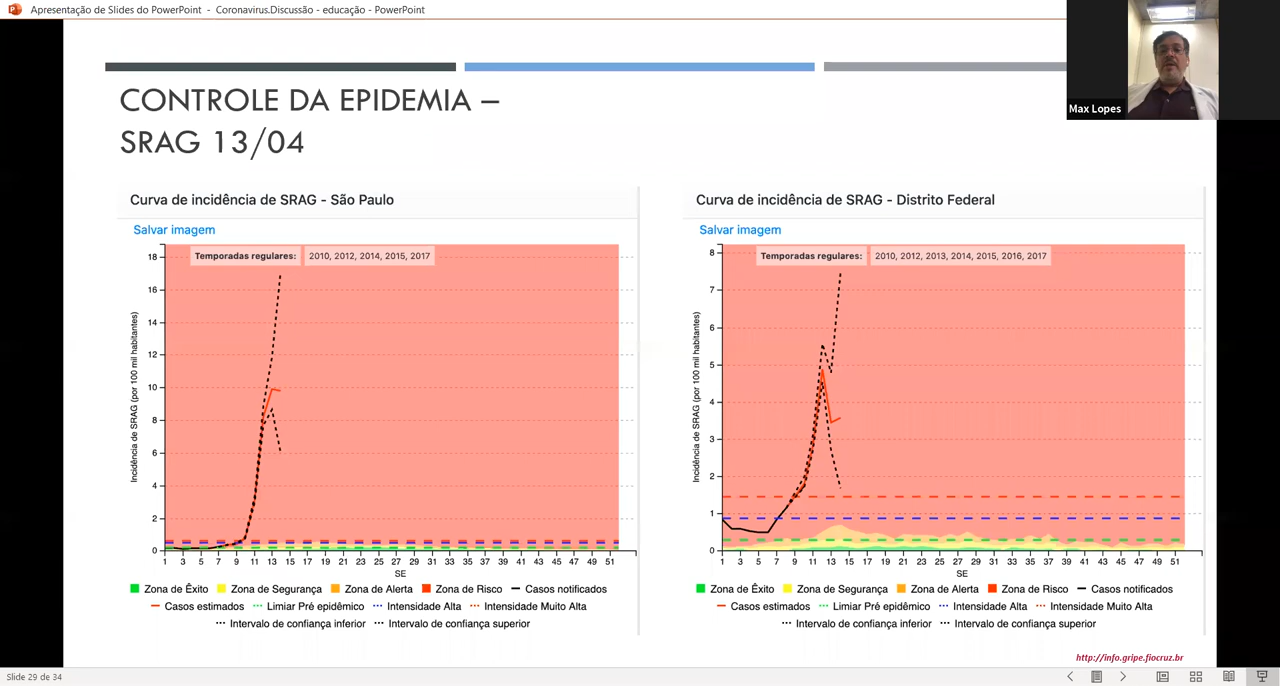 Apresentação de Slides do PowerPoint - Coronavirus.Discussão - educação - PowerPoint
Max Lopes
CONTROLE DA EPIDEMIA –
SRAG 13/04
Curva de incidência de SRAG - São Paulo
Salvar imagem
Temporadas regulares: 2010, 2012, 2014, 2015, 2017
Incidência de SRAG (por 100 mil habitantes)
18
16
14
12
10
8
6
4
2
0
1 3 5 7 9 11 13 15 17 19 21 23 25 27 29 31 33 35 37 39 41 43 45 47 49 51
SE
Zona de Êxito Zona de Segurança Zona de Alerta Zona de Risco Casos notificados
Casos estimados Limiar Pré epidêmico Intensidade Alta Intensidade Muito Alta
Intervalo de confiança inferior Intervalo de confiança superior
Curva de incidência de SRAG - Distrito Federal
Salvar imagem
Temporadas regulares: 2010, 2012, 2013, 2014, 2015, 2016, 2017
Incidência de SRAG (por 100 mil habitantes)
8
7
6
5
4
3
2
1
0
1 3 5 7 9 11 13 15 17 19 21 23 25 27 29 31 33 35 37 39 41 43 45 47 49 51
SE
Zona de Êxito Zona de Segurança Zona de Alerta Zona de Risco Casos notificados
Casos estimados Limiar Pré epidêmico Intensidade Alta Intensidade Muito Alta
Intervalo de confiança inferior Intervalo de confiança superior
http://info.gripe.fiocruz.br
Slide 29 de 34